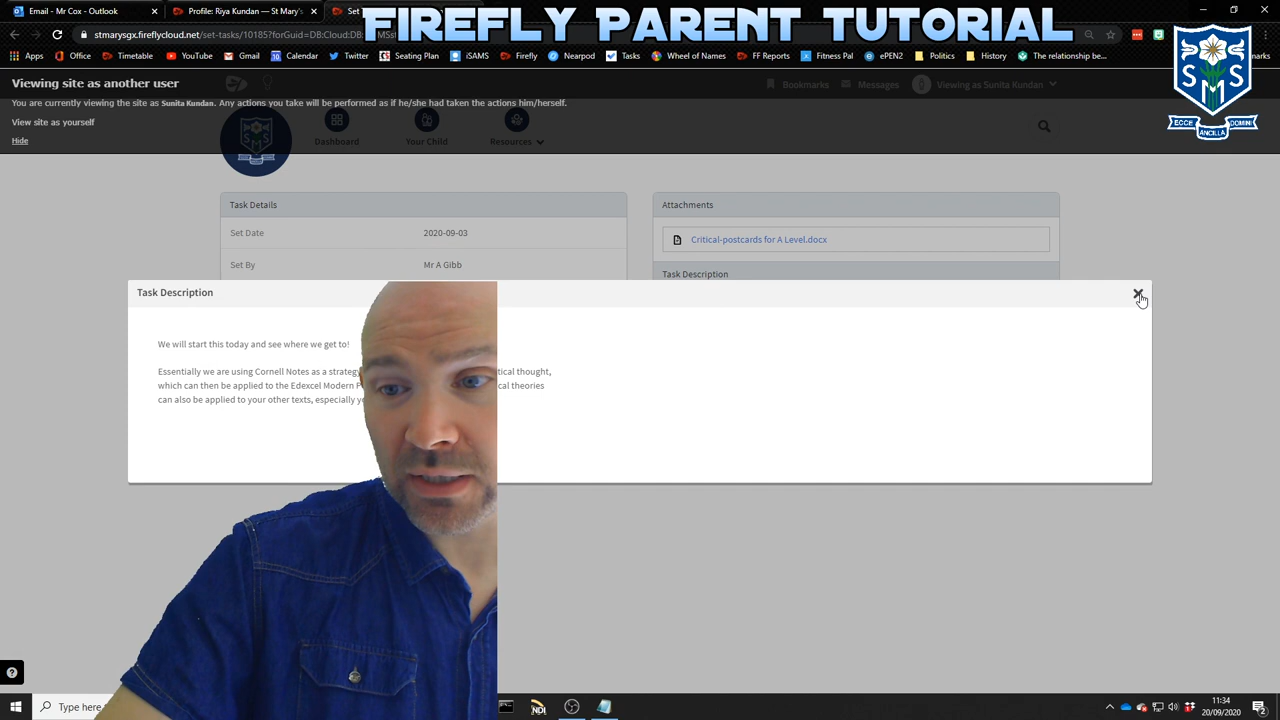 FIREFLY PARENT TUTORIAL
Email - Mr Cox - Outlook
Profile: Riya Kundan — St Mary
stmarysgx.fireflycloud.net/set-tasks/10185?forGuid=DB:Cloud:DB:MSst
Office
Timetable
Gmail
Calendar
Twitter
Seating Plan
iSAMS
Firefly
Nearpod
Tasks
Wheel of Names
FF Reports
Fitness Pal
ePEN2
Politics
History
The relationship be...
Viewing site as another user
Bookmarks
Messages
Viewing as Sunita Kundan
You are currently viewing the site as Sunita Kundan. Any actions you take will be performed as if he/she had taken the actions him/herself.
View site as yourself
Hide
Dashboard
Your Child
Resources
S S
M
ECCE
ANCILLA
DOMINI
Task Details
Attachments
Set Date
2020-09-03
Critical-postcards for A Level.docx
Set By
Mr A Gibb
Task Description
Task Description
We will start this today and see where we get to!
Essentially we are using Cornell Notes as a strategy tical thought,
which can then be applied to the Edexcel Modern cal theories
can also be applied to your other texts, especially
Type here
NDI
11:34
20/09/2020
2